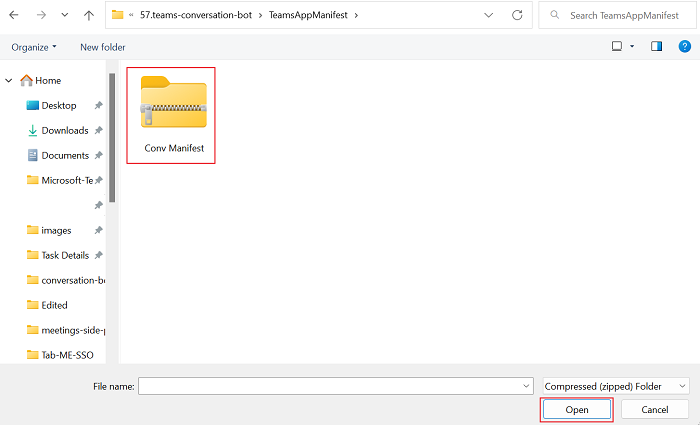 « 57.teams-conversation-bot > TeamsAppManifest >
Search TeamsAppManifest
Organize
New folder
?
Home
Desktop
Downloads
Documents
Microsoft-Te
images
Task Details
conversation-bo
Edited
meetings-side-p
Tab-ME-SSO
Conv Manifest
File name:
Compressed (zipped) Folder
Open
Cancel